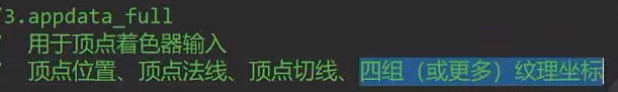 /3.appdata_full
用于顶点着色器输入
顶点位置、顶点法线、顶点切线、四组（或更多）纹理坐标